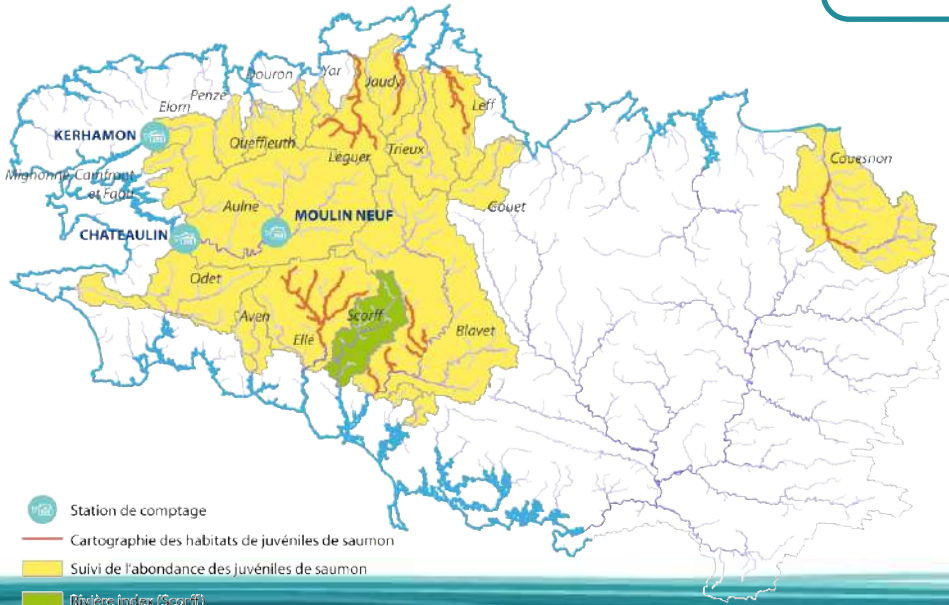 Douron
Yar
Jaudy
Penzé
Elorn
Leff
KERHAMON
Queffleuth
Léguer
Trieux
Couesnon
Mignonne, Camfrout
et Faou
Aulne
MOULIN NEUF
Gouet
CHATEAULIN
Odet
Scorff
Aven
Blavet
Elle
Station de comptage
Cartographie des habitats de juvéniles de saumon
Suivi de l'abondance des juvéniles de saumon
Rivière index (Scorff)